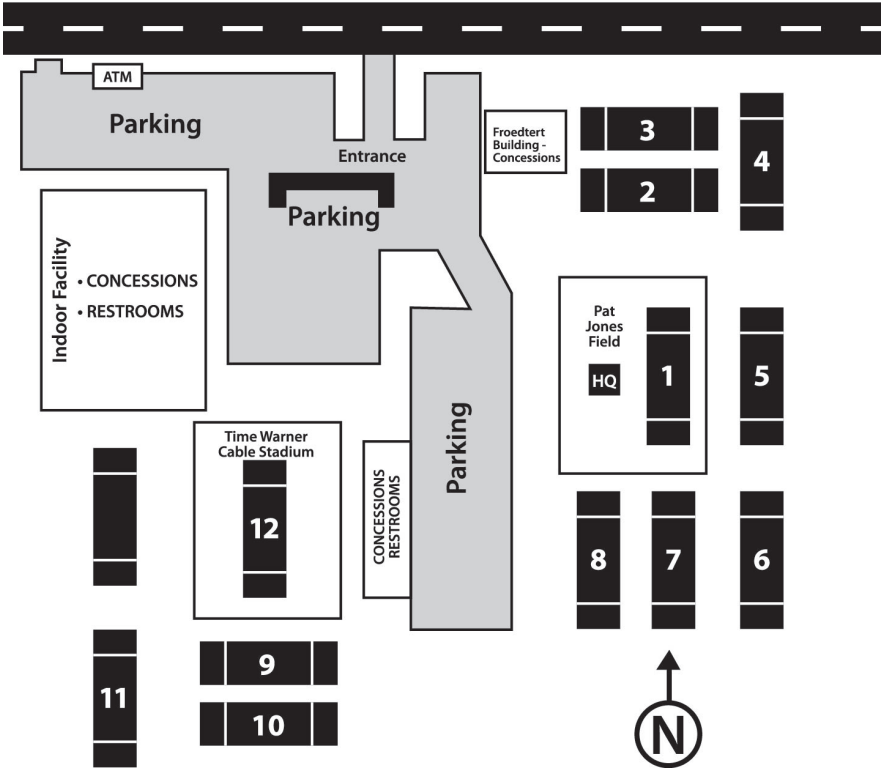 ATM
Parking
Entrance
Parking
Froedtert
Building -
Concessions
3
2
4
Indoor Facility
• CONCESSIONS
• RESTROOMS
Pat
Jones
Field
HQ
1
5
Parking
Time Warner
Cable Stadium
12
CONCESSIONS
RESTROOMS
8
7
6
11
9
10
N